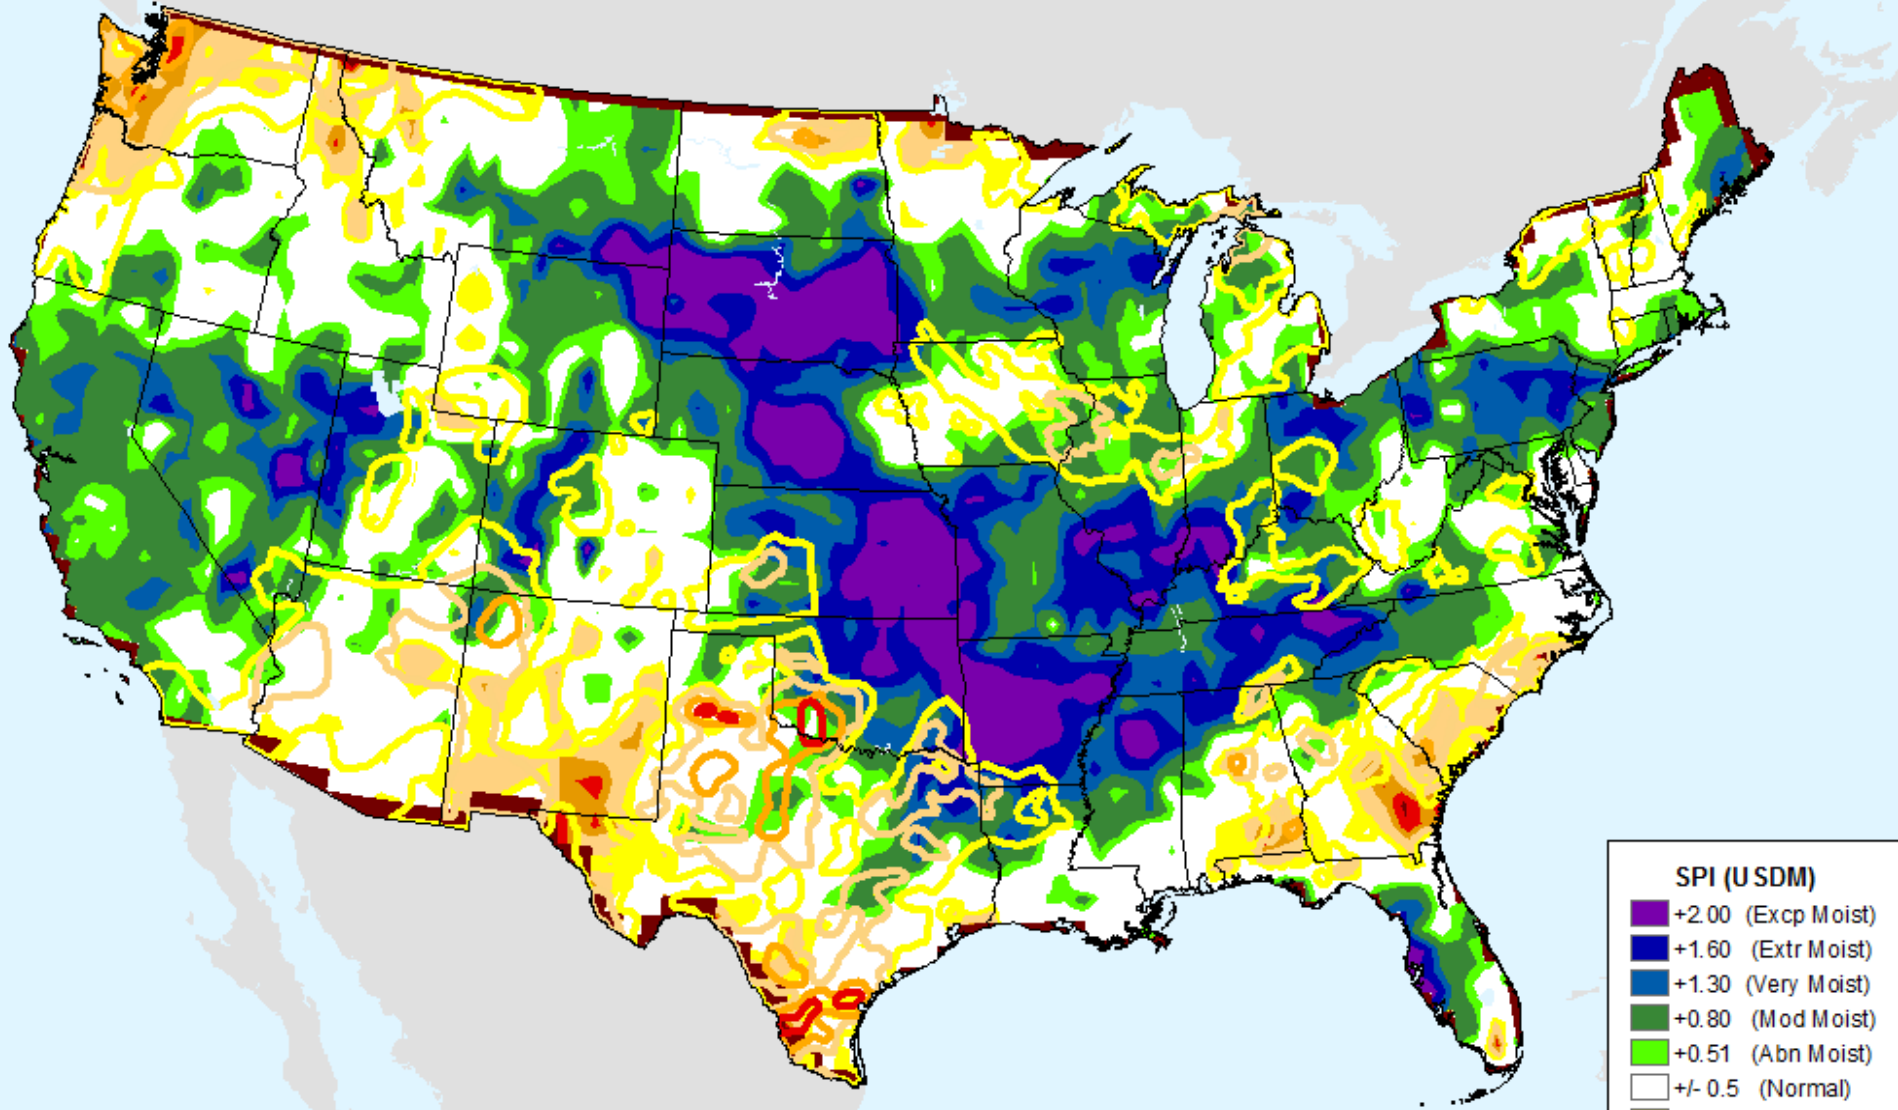 SPI (USDM)
+2.00 (Excp Moist)
+1.60 (Extr Moist)
+1.30 (Very Moist)
+0.80 (Mod Moist)
+0.51 (Abn Moist)
+/- 0.5 (Normal)